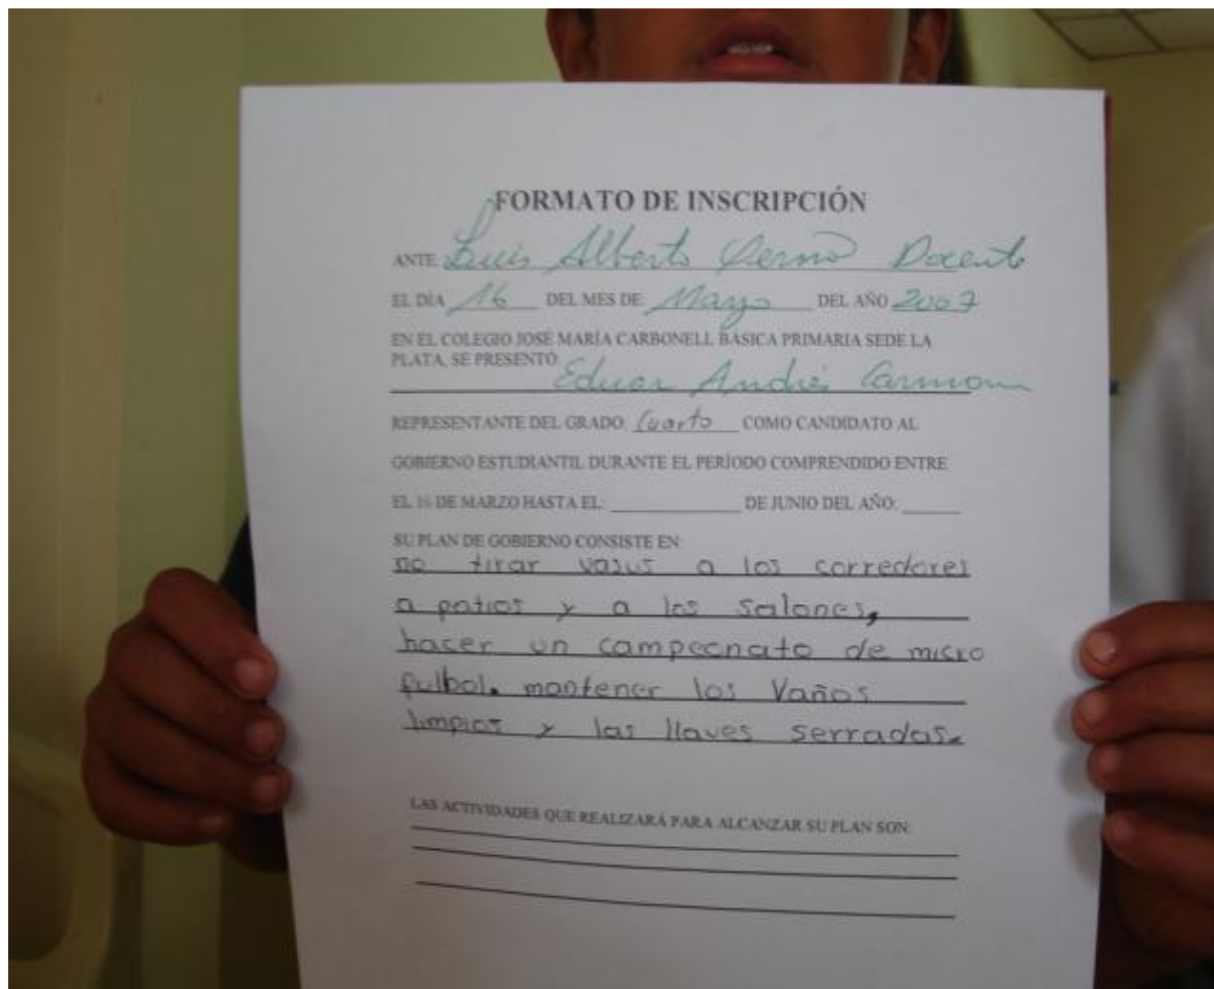 FORMATO DE INSCRIPCIÓN
ANTE: Luis Alberto Docente
EL DÍA 16 DEL MES DE: Marzo DEL AÑO 2007
EN EL COLEGIO JOSÉ MARÍA CARBONELL BÁSICA PRIMARIA SEDE LA
PLATA, SE PRESENTÓ:
Eduar Andrés Carmona
REPRESENTANTE DEL GRADO: Cuarto COMO CANDIDATO AL
GOBIERNO ESTUDIANTIL DURANTE EL PERÍODO COMPRENDIDO ENTRE
EL 16 DE MARZO HASTA EL: DE JUNIO DEL AÑO:
SU PLAN DE GOBIERNO CONSISTE EN:
no tirar vasus a los corredores
a patios y a los salones,
hacer un campeonato de micro
fulbol. mantener los Vaños
limpios y las llaves serradas.
LAS ACTIVIDADES QUE REALIZARÁ PARA ALCANZAR SU PLAN SON: